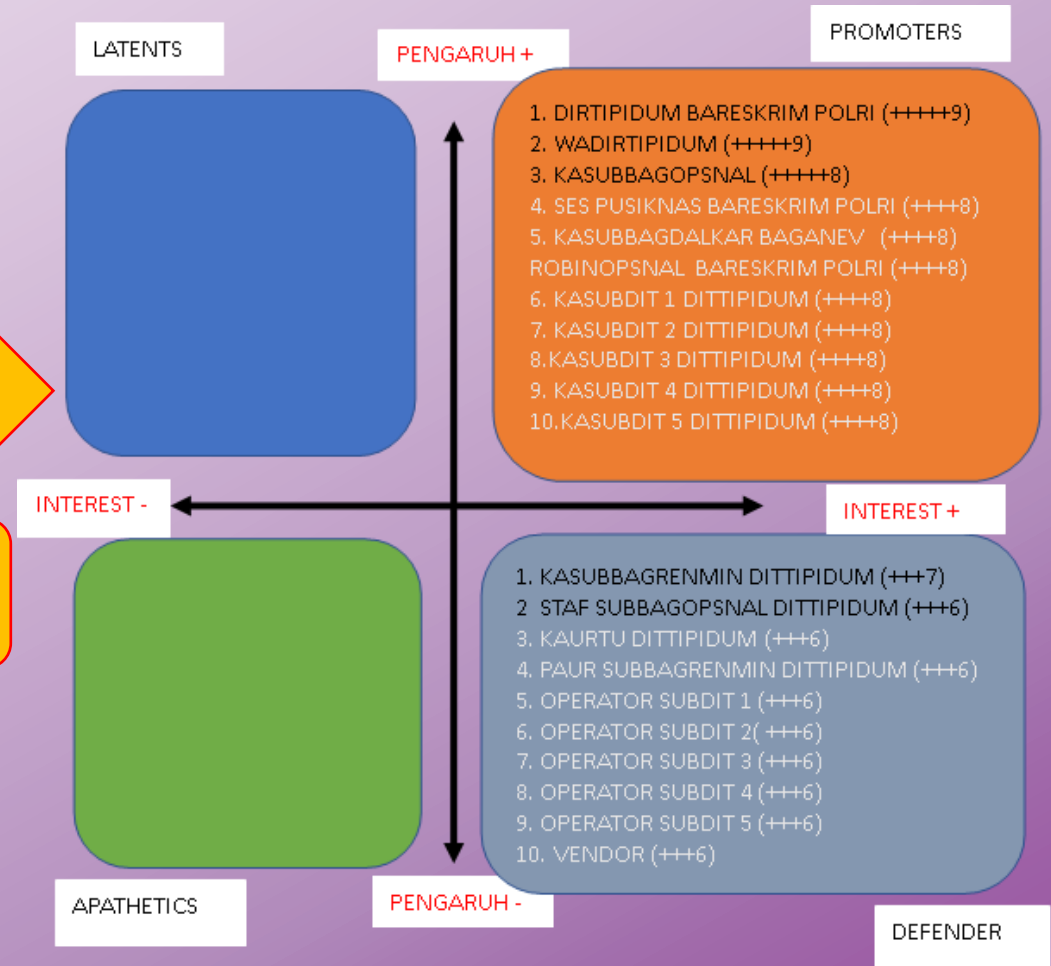 LATENTS
PENGARUH +
PROMOTERS
1. DIRTIPIDUM BARESKRIM POLRI (+++++9)
2. WADIRTIPIDUM (+++++9)
3. KASUBBAGOPSNAL (+++++8)
4. SES PUSIKNAS BARESKRIM POLRI (++++8)
5. KASUBBAGDALKAR BAGANEV (++++8)
ROBINOPSNAL BARESKRIM POLRI (++++8)
6. KASUBDIT 1 DITTIPIDUM (++++8)
7. KASUBDIT 2 DITTIPIDUM (++++8)
8.KASUBDIT 3 DITTIPIDUM (++++8)
9. KASUBDIT 4 DITTIPIDUM (++++8)
10.KASUBDIT 5 DITTIPIDUM (++++8)
INTEREST -
INTEREST +
1. KASUBBAGRENMIN DITTIPIDUM (+++7)
2 STAF SUBBAGOPSNAL DITTIPIDUM (+++6)
3. KAURTU DITTIPIDUM (+++6)
4. PAUR SUBBAGRENMIN DITTIPIDUM (+++6)
5. OPERATOR SUBDIT 1 (+++6)
6. OPERATOR SUBDIT 2( +++6)
7. OPERATOR SUBDIT 3 (+++6)
8. OPERATOR SUBDIT 4 (+++6)
9. OPERATOR SUBDIT 5 (+++6)
10. VENDOR (+++6)
APATHETICS
PENGARUH -
DEFENDER